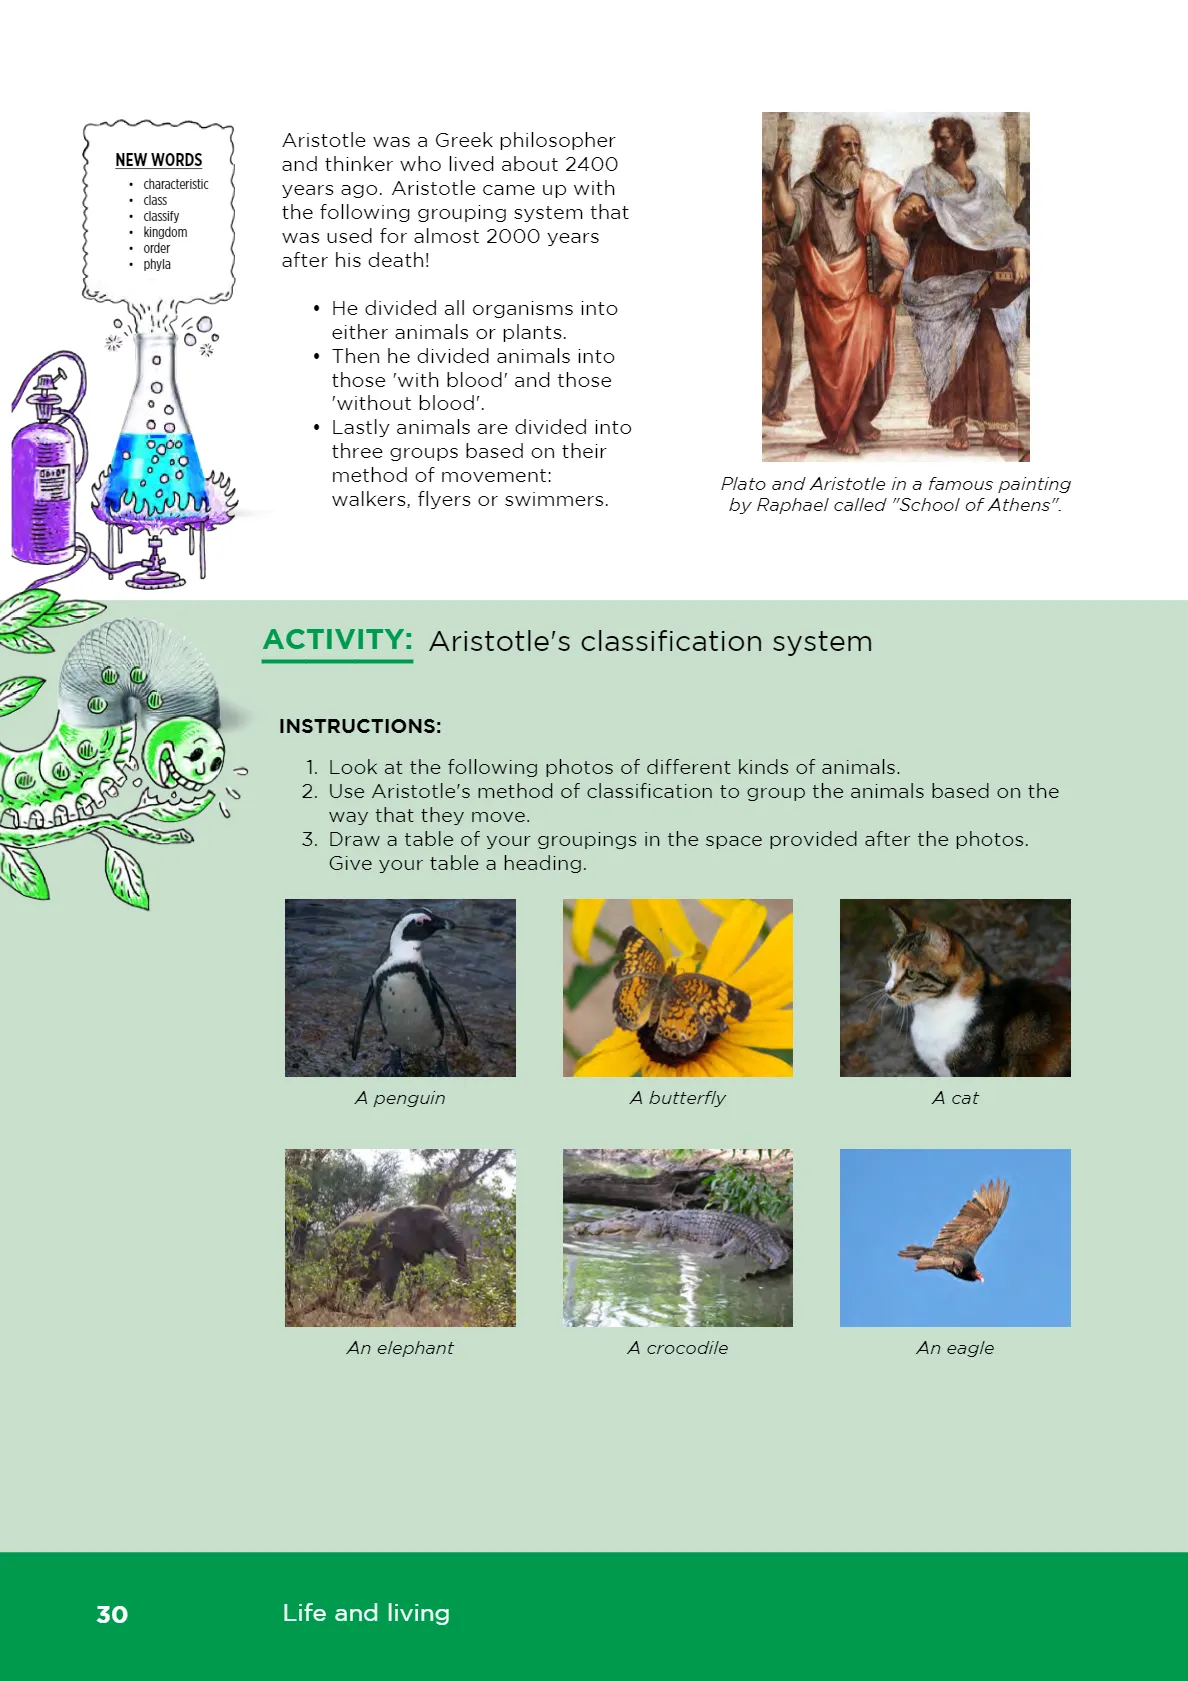 NEW WORDS
• characteristic
• class
• classify
• kingdom
• order
• phyla
Aristotle was a Greek philosopher
and thinker who lived about 2400
years ago. Aristotle came up with
the following grouping system that
was used for almost 2000 years
after his death!
• He divided all organisms into
either animals or plants.
• Then he divided animals into
those 'with blood' and those
'without blood'.
• Lastly animals are divided into
three groups based on their
method of movement:
walkers, flyers or swimmers.
Plato and Aristotle in a famous painting
by Raphael called "School of Athens".
ACTIVITY: Aristotle's classification system
INSTRUCTIONS:
1. Look at the following photos of different kinds of animals.
2. Use Aristotle's method of classification to group the animals based on the
way that they move.
3. Draw a table of your groupings in the space provided after the photos.
Give your table a heading.
A penguin
A butterfly
A cat
An elephant
A crocodile
An eagle
30
Life and living